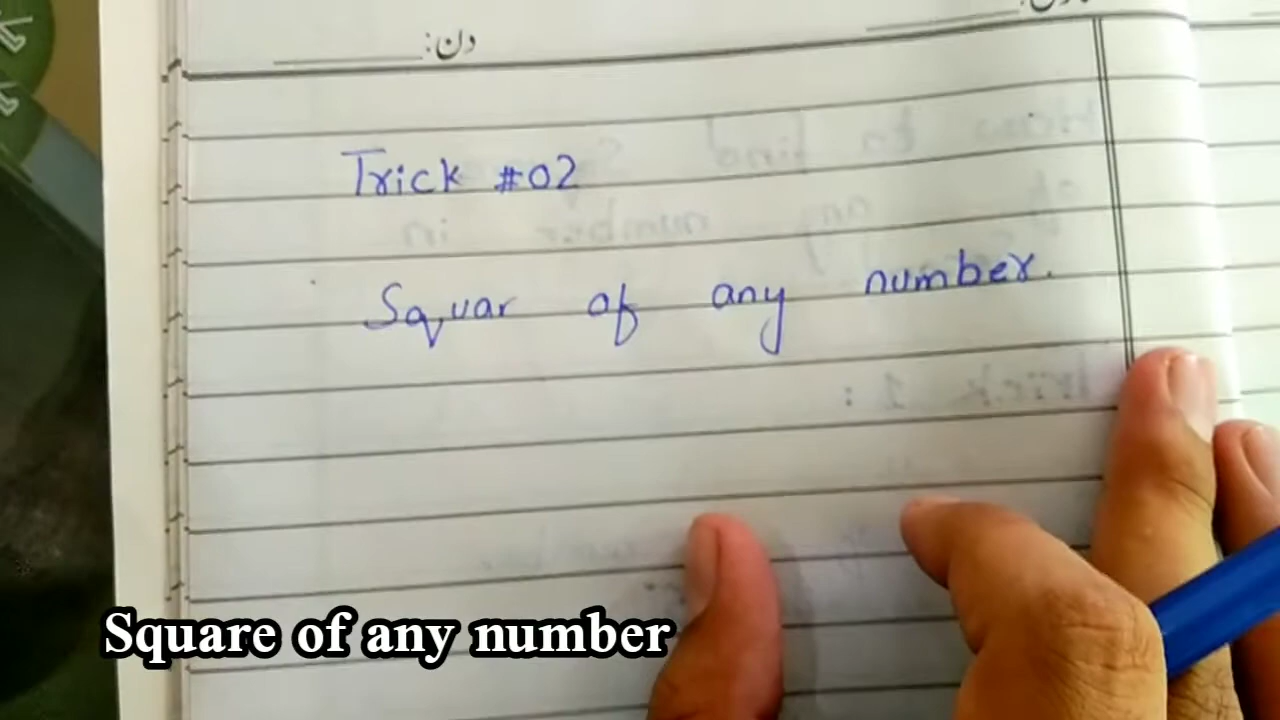 دن:
Trick #02
Squar of any number.
Square of any number